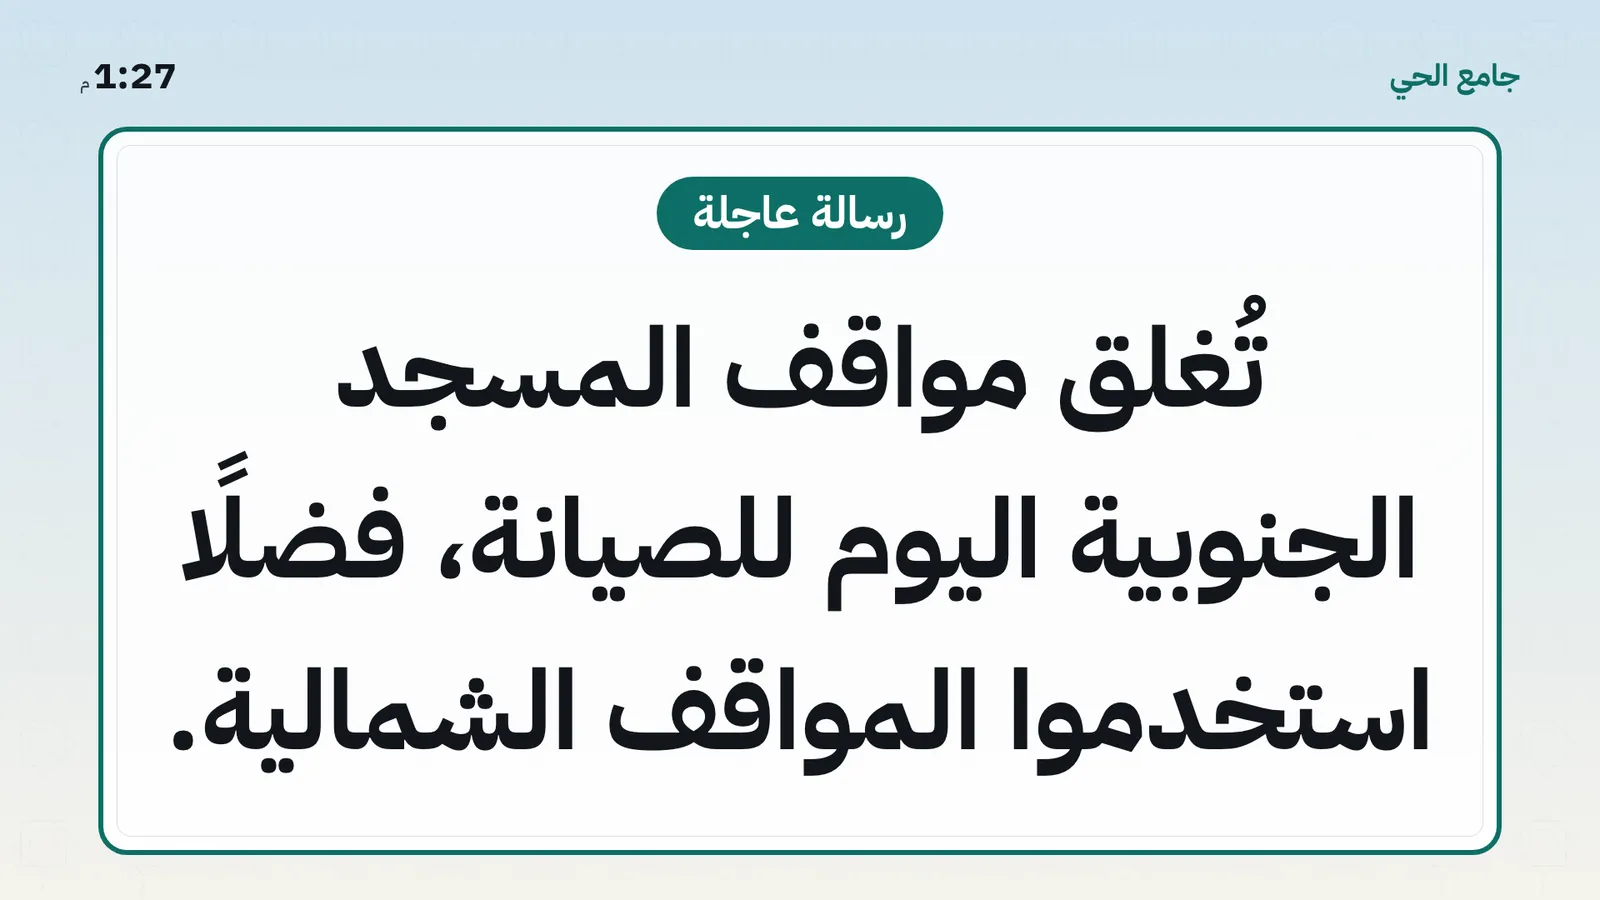 جامع الحي
1:27 م
رسالة عاجلة
تُغلق مواقف المسجد
الجنوبية اليوم للصيانة، فضلًا
استخدموا المواقف الشمالية.